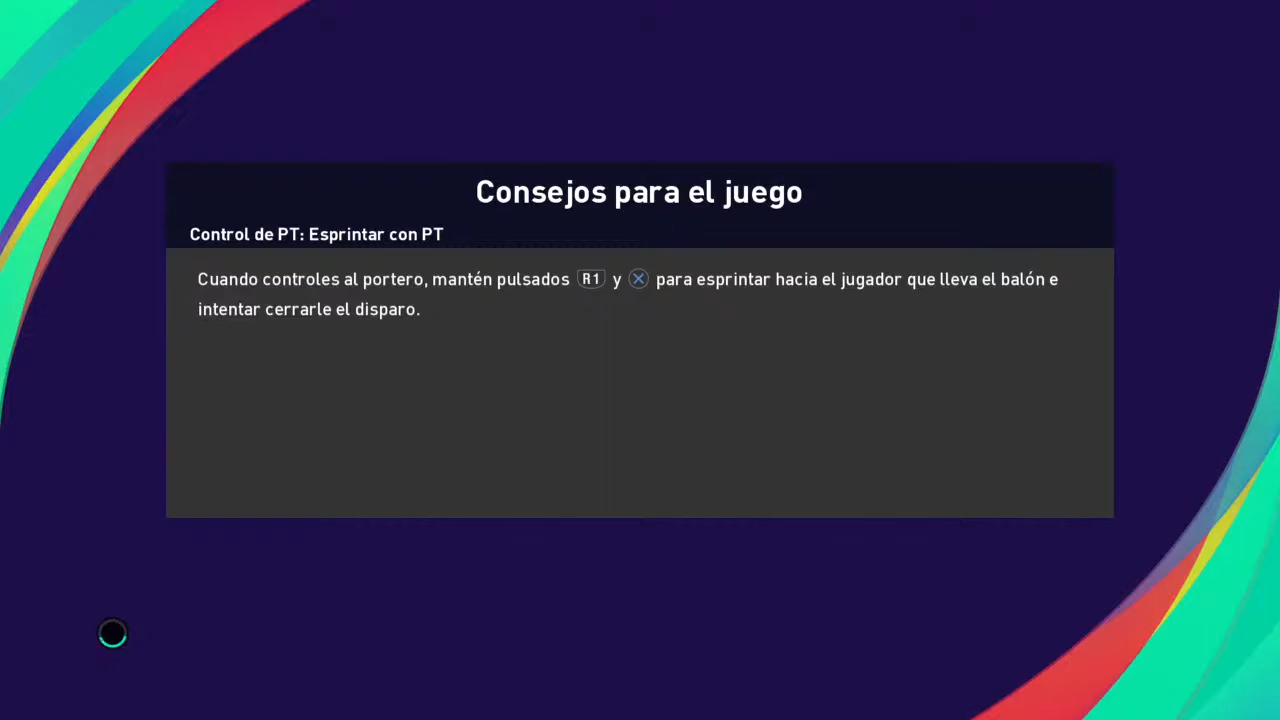 Consejos para el juego
Control de PT: Esprintar con PT
Cuando controles al portero, mantén pulsados R1 y ⓧ para esprintar hacia el jugador que lleva el balón e
intentar cerrarle el disparo.